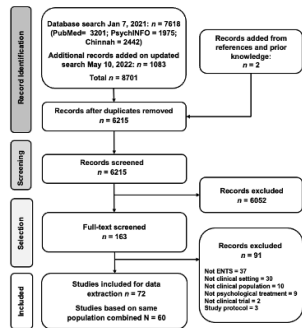 Record Identification
Database search Jan 7, 2021: n= 7618
(PubMed= 3201; PsychINFO = 1975;
Chinnah = 2442)
Additional records added on updated
search May 10, 2022: n = 1083
Total n = 8701
Records added from
references and prior
knowledge:
n = 2
Records after duplicates removed
n = 6215
Screening
Records screened
n = 6215
Records excluded
n = 6052
Selection
Full-text screened
n = 163
Records excluded
n = 91
Not ENTS = 37
Not clinical setting = 30
Not clinical population = 10
Not psychological treatment = 9
Not clinical trial = 2
Study protocol = 3
Included
Studies included for data
extraction n = 72
Studies based on same
population combined N = 60